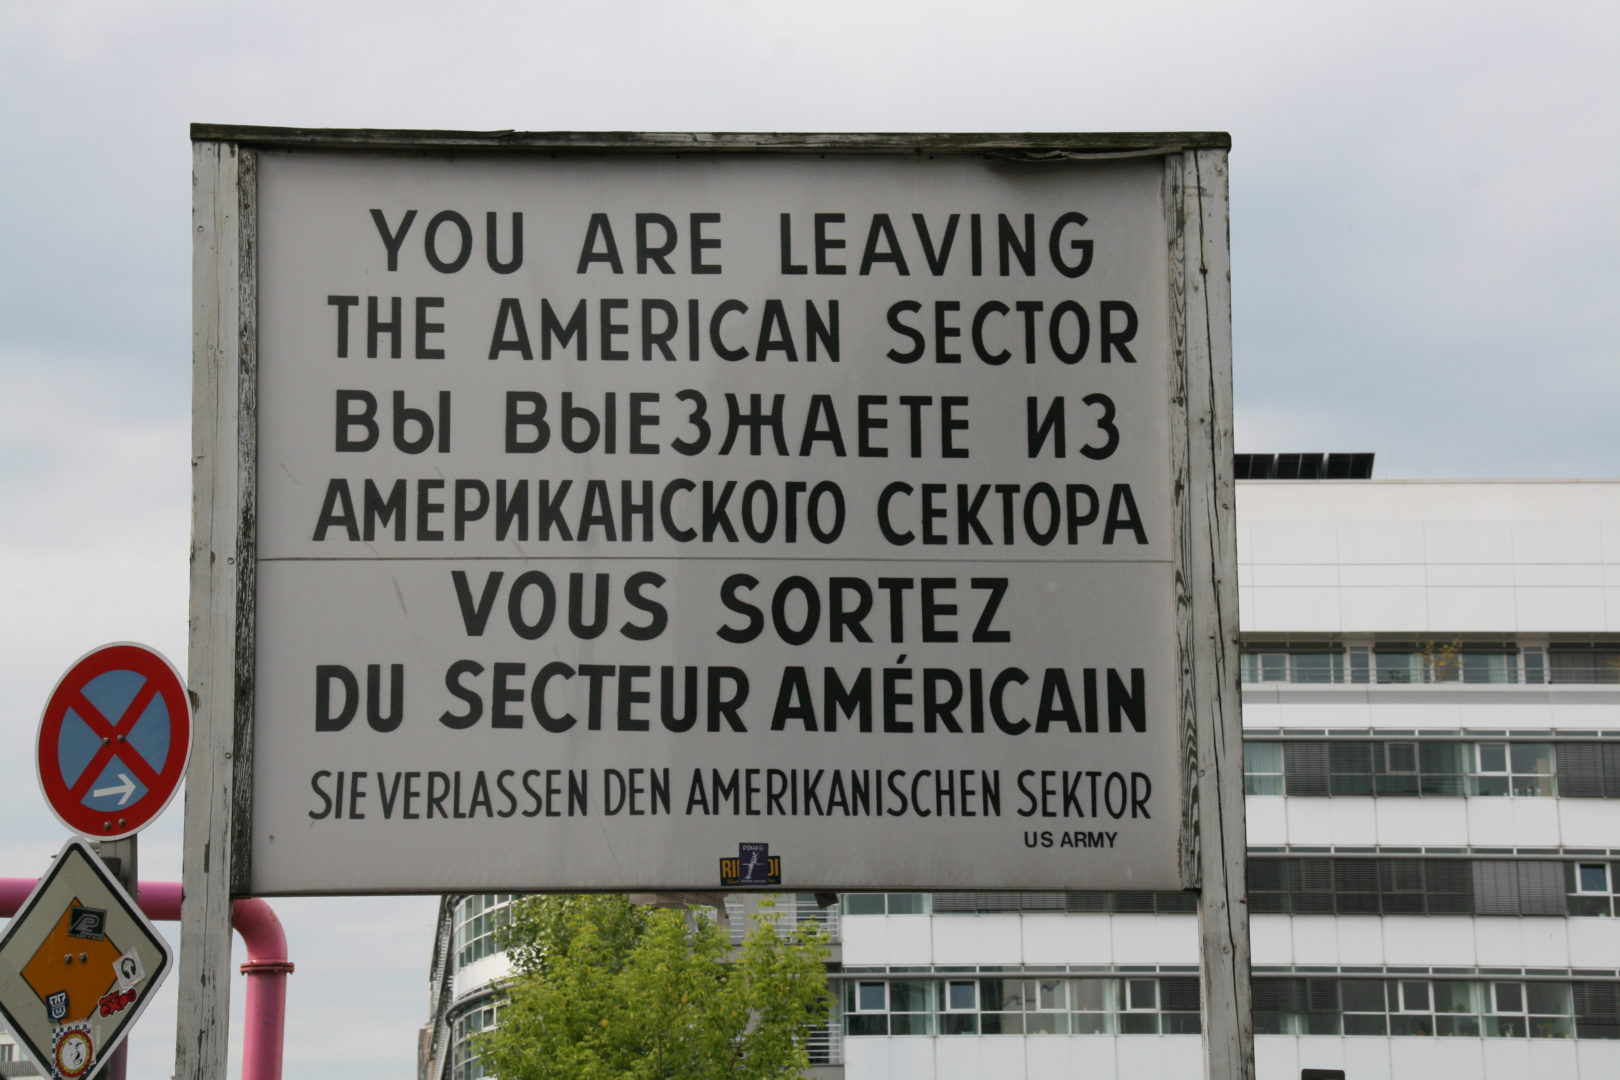 YOU ARE LEAVING
THE AMERICAN SECTOR
ВЫ ВЫЕЗЖАЕТЕ ИЗ
АМЕРИКАНСКОГО СЕКТОРА
VOUS SORTEZ
DU SECTEUR AMÉRICAIN
SIE VERLASSEN DEN AMERIKANISCHEN SEKTOR
US ARMY